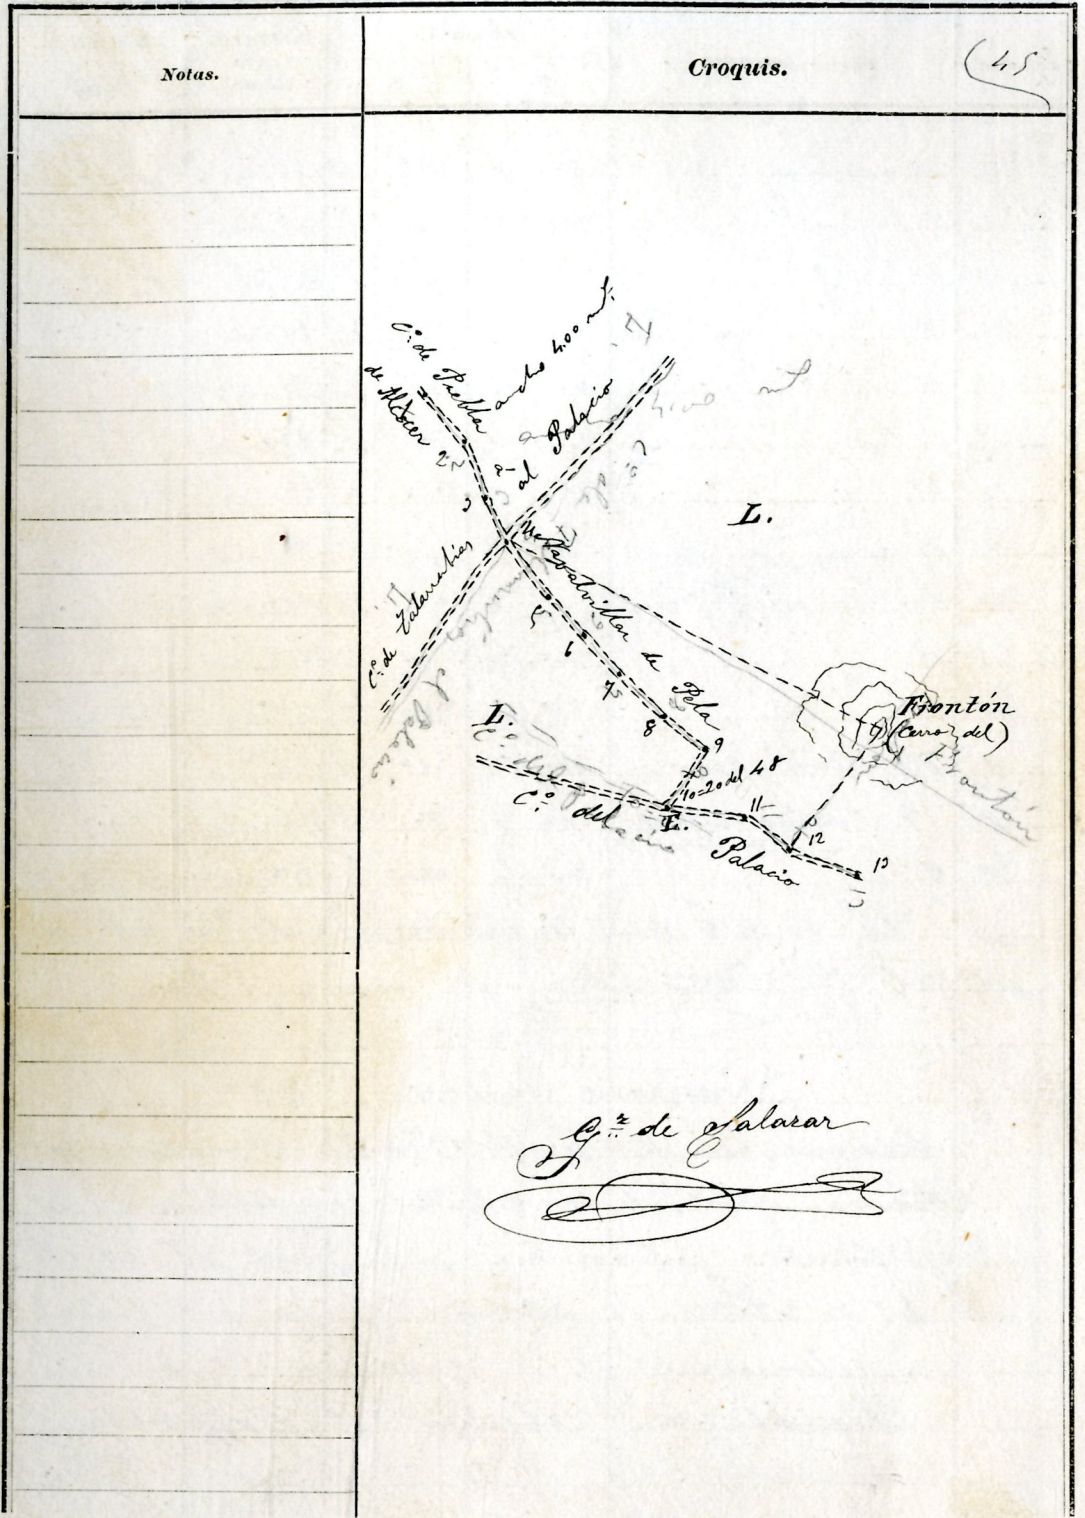 Notas.
Croquis.
45
C.º de Puebla
de Alcocer
á Navalvillar de Pela
ancho 4.00 mt.
C.º de Talarrubias
al Palacio
2
3
5
6
7
8
9
10=20 del 48
11
12
13
L.
L.
L.
Frontón
(Cerro del)
C.º del
Palacio
G.z de Salazar